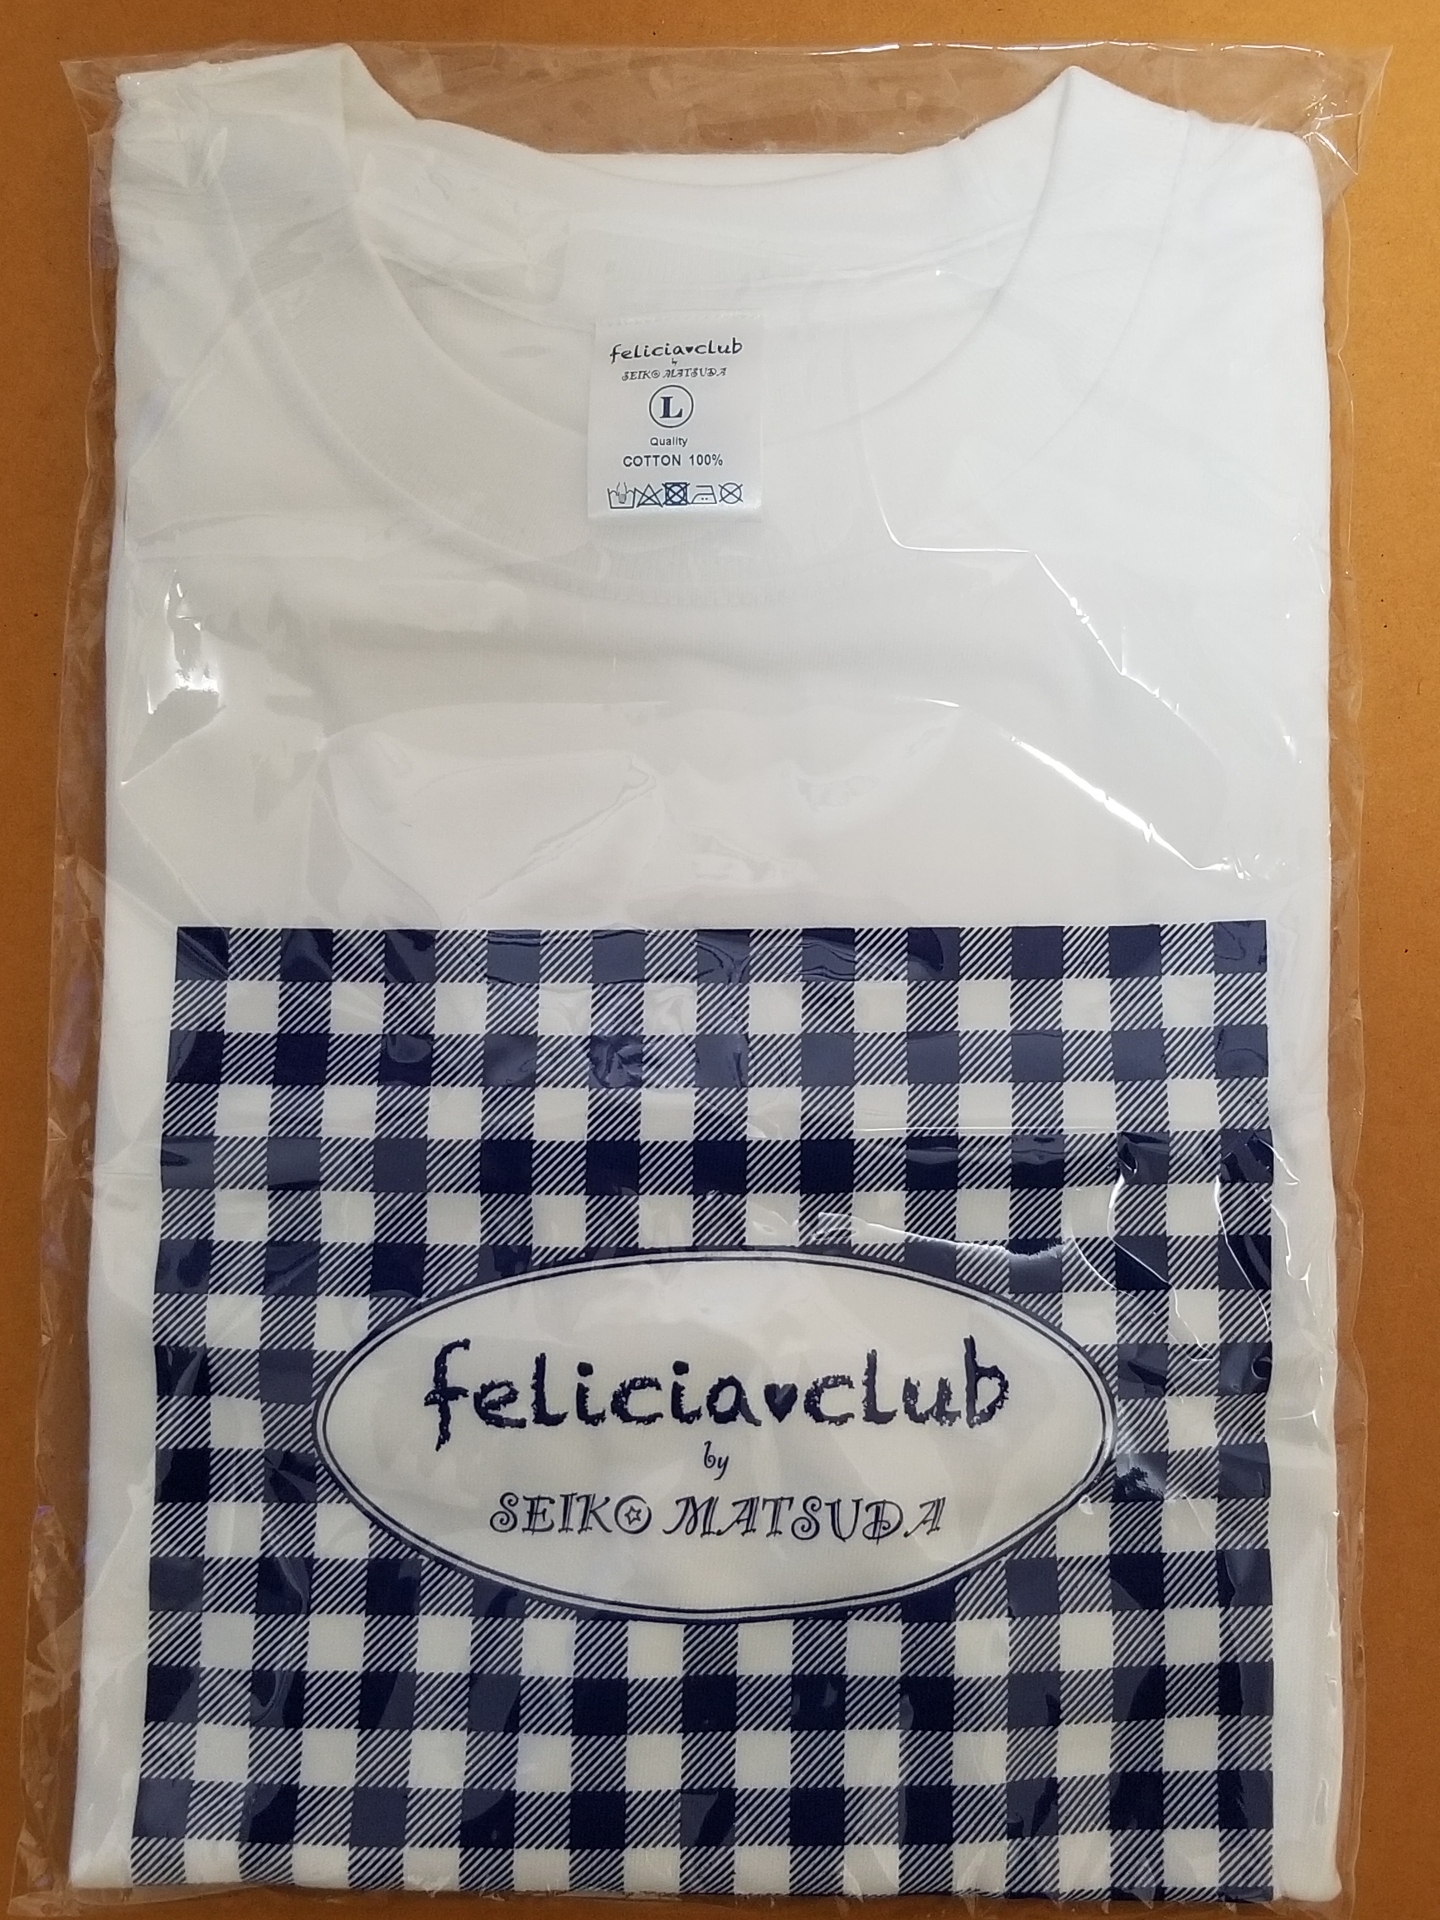 felicia♥club
by
SEIKO MATSUDA
L
Quality
COTTON 100%
felicia♥club
by
SEIKO MATSUDA